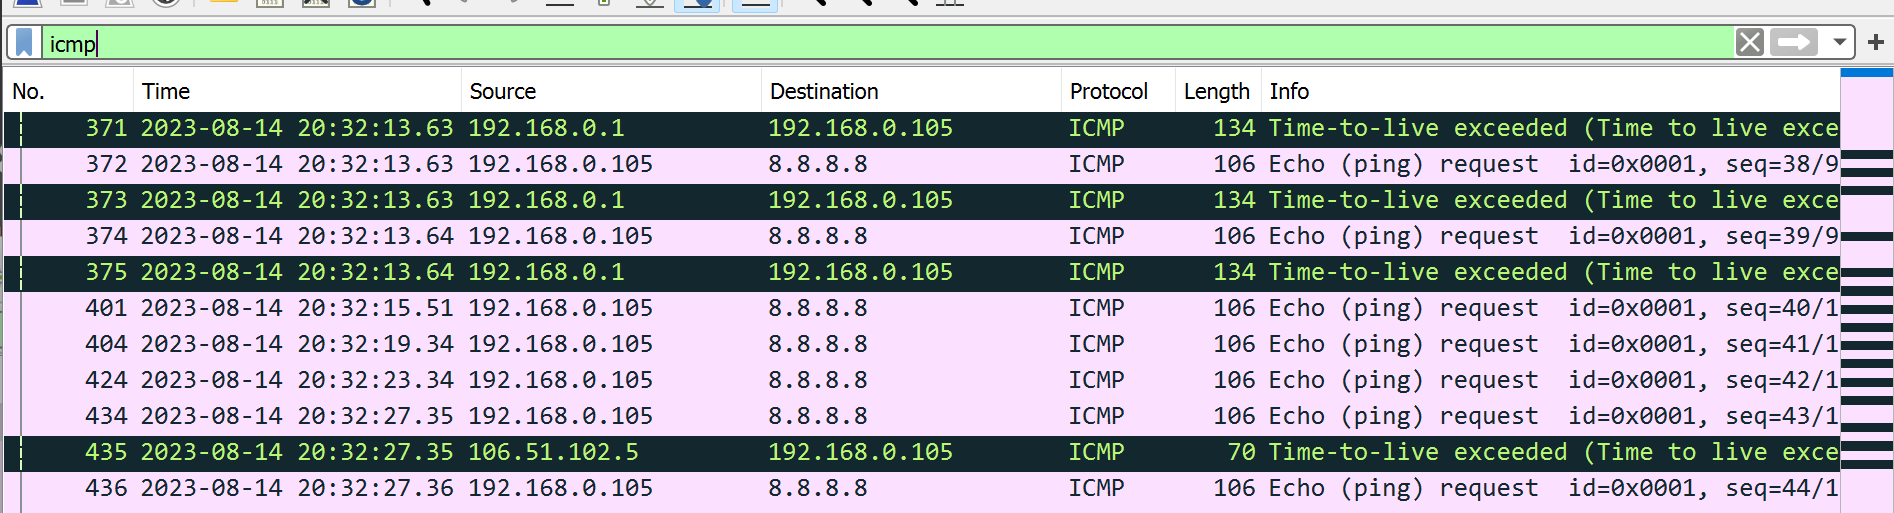 icmp
No. Time Source Destination Protocol Length Info
371 2023-08-14 20:32:13.63 192.168.0.1 192.168.0.105 ICMP 134 Time-to-live exceeded (Time to live exce
372 2023-08-14 20:32:13.63 192.168.0.105 8.8.8.8 ICMP 106 Echo (ping) request id=0x0001, seq=38/9
373 2023-08-14 20:32:13.63 192.168.0.1 192.168.0.105 ICMP 134 Time-to-live exceeded (Time to live exce
374 2023-08-14 20:32:13.64 192.168.0.105 8.8.8.8 ICMP 106 Echo (ping) request id=0x0001, seq=39/9
375 2023-08-14 20:32:13.64 192.168.0.1 192.168.0.105 ICMP 134 Time-to-live exceeded (Time to live exce
401 2023-08-14 20:32:15.51 192.168.0.105 8.8.8.8 ICMP 106 Echo (ping) request id=0x0001, seq=40/1
404 2023-08-14 20:32:19.34 192.168.0.105 8.8.8.8 ICMP 106 Echo (ping) request id=0x0001, seq=41/1
424 2023-08-14 20:32:23.34 192.168.0.105 8.8.8.8 ICMP 106 Echo (ping) request id=0x0001, seq=42/1
434 2023-08-14 20:32:27.35 192.168.0.105 8.8.8.8 ICMP 106 Echo (ping) request id=0x0001, seq=43/1
435 2023-08-14 20:32:27.35 106.51.102.5 192.168.0.105 ICMP 70 Time-to-live exceeded (Time to live exce
436 2023-08-14 20:32:27.36 192.168.0.105 8.8.8.8 ICMP 106 Echo (ping) request id=0x0001, seq=44/1